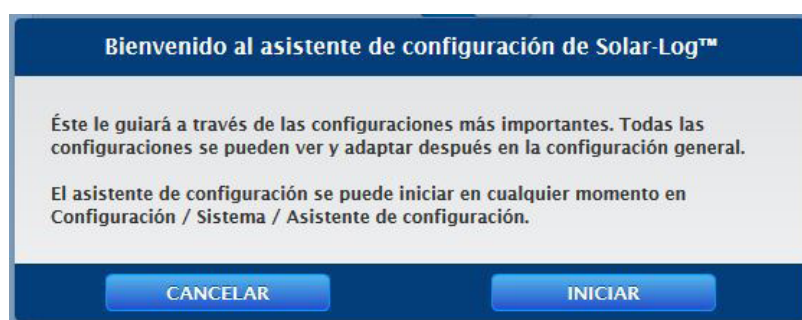 Bienvenido al asistente de configuración de Solar-Log™
Éste le guiará a través de las configuraciones más importantes. Todas las
configuraciones se pueden ver y adaptar después en la configuración general.
El asistente de configuración se puede iniciar en cualquier momento en
Configuración / Sistema / Asistente de configuración.
CANCELAR
INICIAR